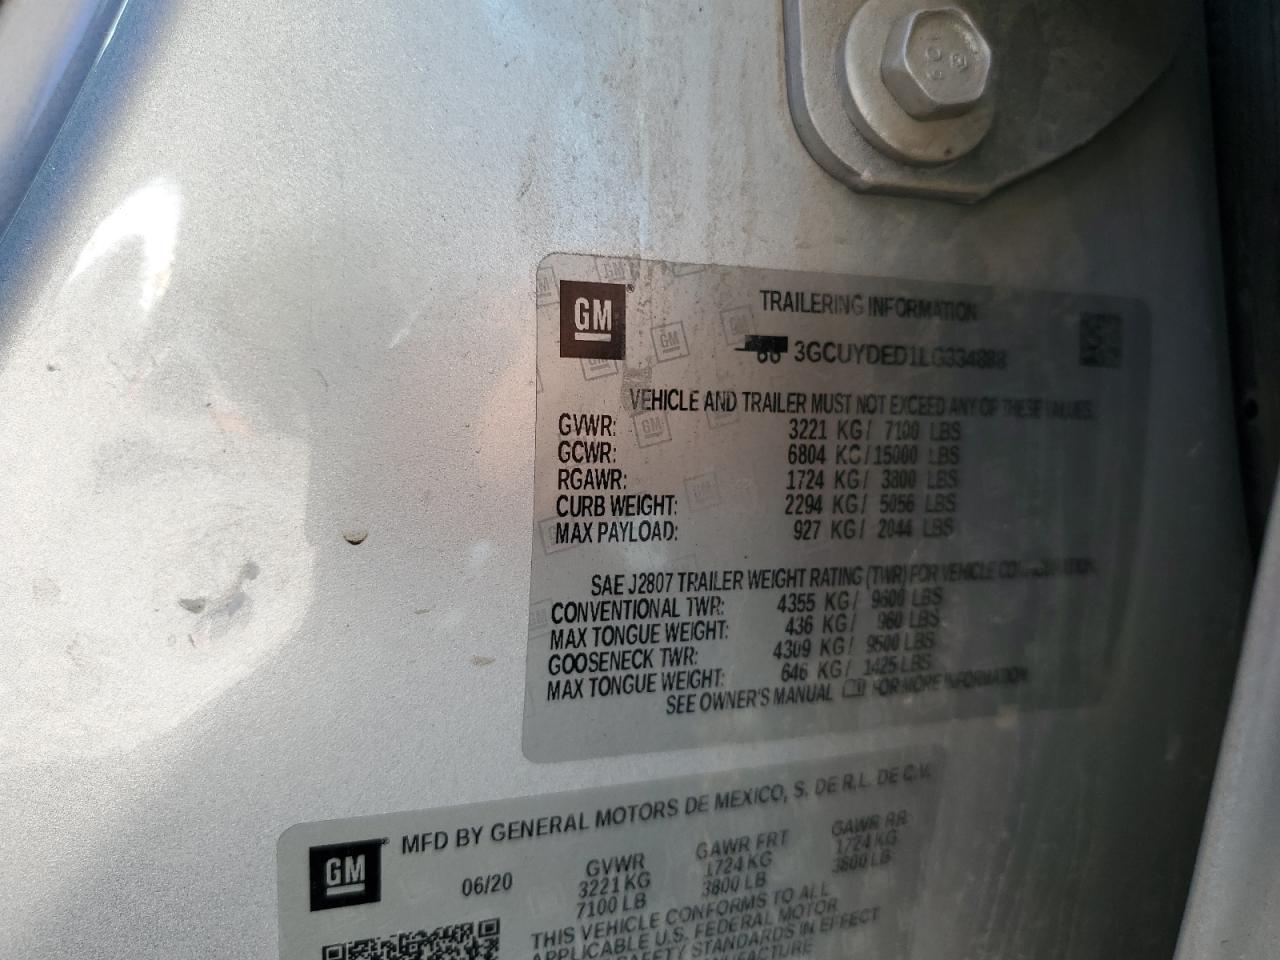 GM
TRAILERING INFORMATION
3GCUYDED1LG334888
VEHICLE AND TRAILER MUST NOT EXCEED ANY OF THESE VALUES
GVWR: 3221 KG/ 7100 LBS
GCWR: 6804 KG/15000 LBS
RGAWR: 1724 KG/ 3800 LBS
CURB WEIGHT: 2294 KG/ 5056 LBS
MAX PAYLOAD: 927 KG/ 2044 LBS
SAE J2807 TRAILER WEIGHT RATING (TWR) FOR VEHICLE CONFIGURATION
CONVENTIONAL TWR: 4355 KG/ 9600 LBS
MAX TONGUE WEIGHT: 436 KG/ 960 LBS
GOOSENECK TWR: 4309 KG/ 9500 LBS
MAX TONGUE WEIGHT: 646 KG/ 1425 LBS
SEE OWNER'S MANUAL FOR MORE INFORMATION
GM MFD BY GENERAL MOTORS DE MEXICO, S. DE R.L. DE C.V.
06/20 GVWR GAWR FRT GAWR RR
3221 KG 1724 KG 1724 KG
7100 LB 3800 LB 3800 LB
THIS VEHICLE CONFORMS TO ALL
APPLICABLE U.S. FEDERAL MOTOR
SAFETY STANDARDS IN EFFECT